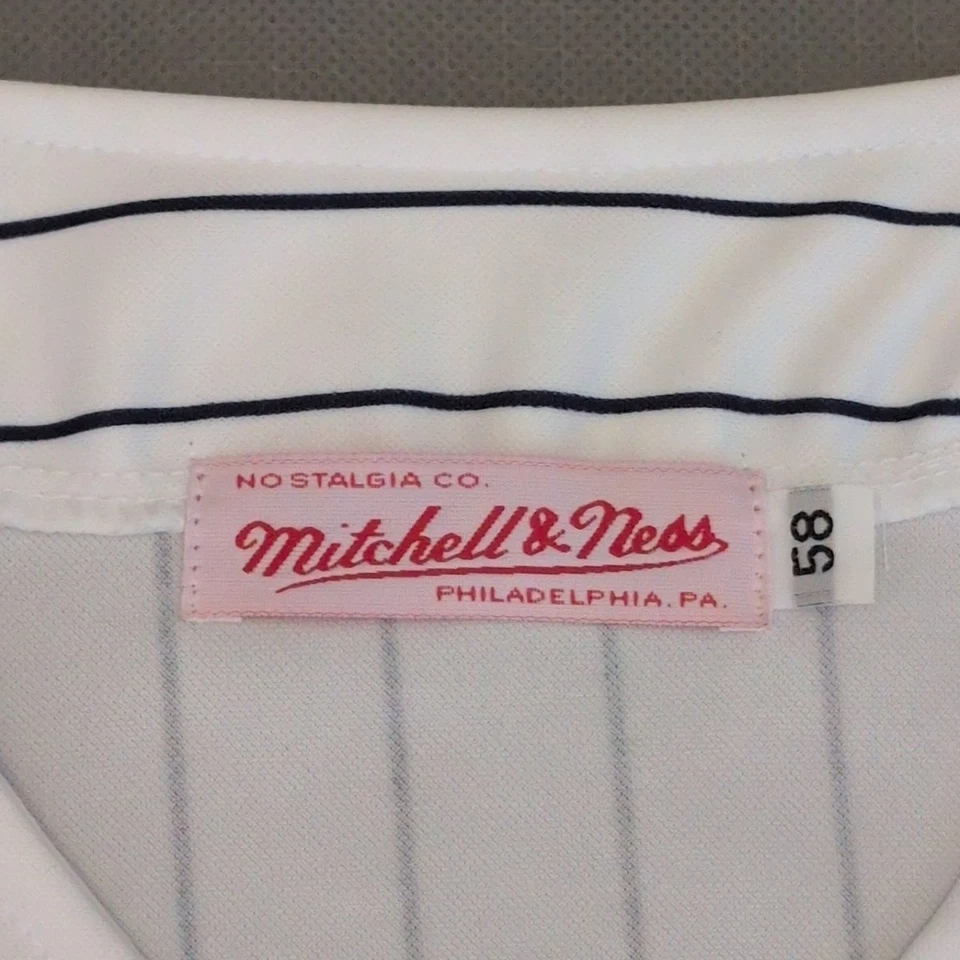 NOSTALGIA CO.
Mitchell & Ness
PHILADELPHIA. PA.
58